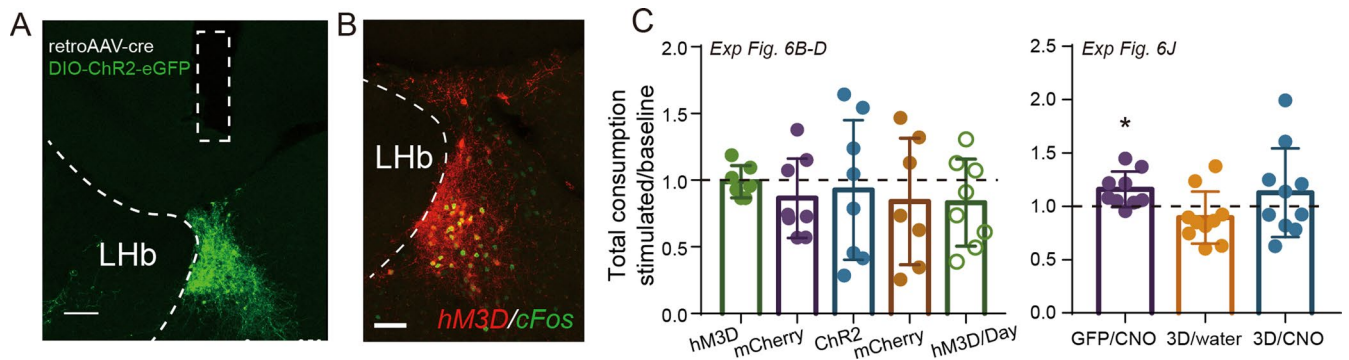 A
retroAAV-cre
DIO-ChR2-eGFP
LHb
B
LHb
hM3D/cFos
C
Total consumption
stimulated/baseline
Exp Fig. 6B-D
2.0
1.5
1.0
0.5
0.0
hM3D
mCherry
ChR2
mCherry
hM3D/Day
Exp Fig. 6J
2.5
2.0
1.5
1.0
0.5
0.0
*
GFP/CNO
3D/water
3D/CNO